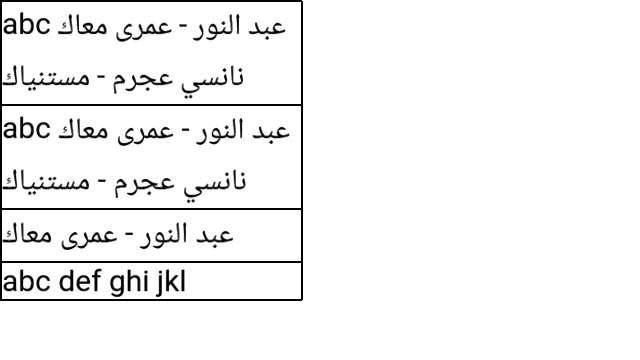 abc عبد النور - عمرى معاك
نانسي عجرم - مستنياك
abc عبد النور - عمرى معاك
نانسي عجرم - مستنياك
عبد النور - عمرى معاك
abc def ghi jkl